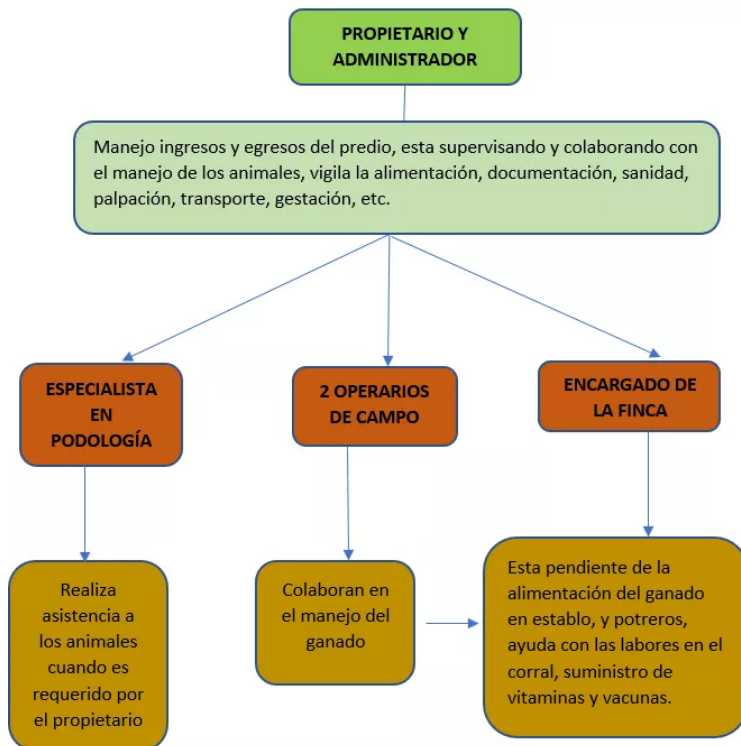 PROPIETARIO Y
ADMINISTRADOR
Manejo ingresos y egresos del predio, esta supervisando y colaborando con
el manejo de los animales, vigila la alimentación, documentación, sanidad,
palpación, transporte, gestación, etc.
ESPECIALISTA
EN
PODOLOGÍA
2 OPERARIOS
DE CAMPO
ENCARGADO DE
LA FINCA
Realiza
asistencia a
los animales
cuando es
requerido por
el propietario
Colaboran en
el manejo del
ganado
Esta pendiente de la
alimentación del ganado
en establo, y potreros,
ayuda con las labores en el
corral, suministro de
vitaminas y vacunas.